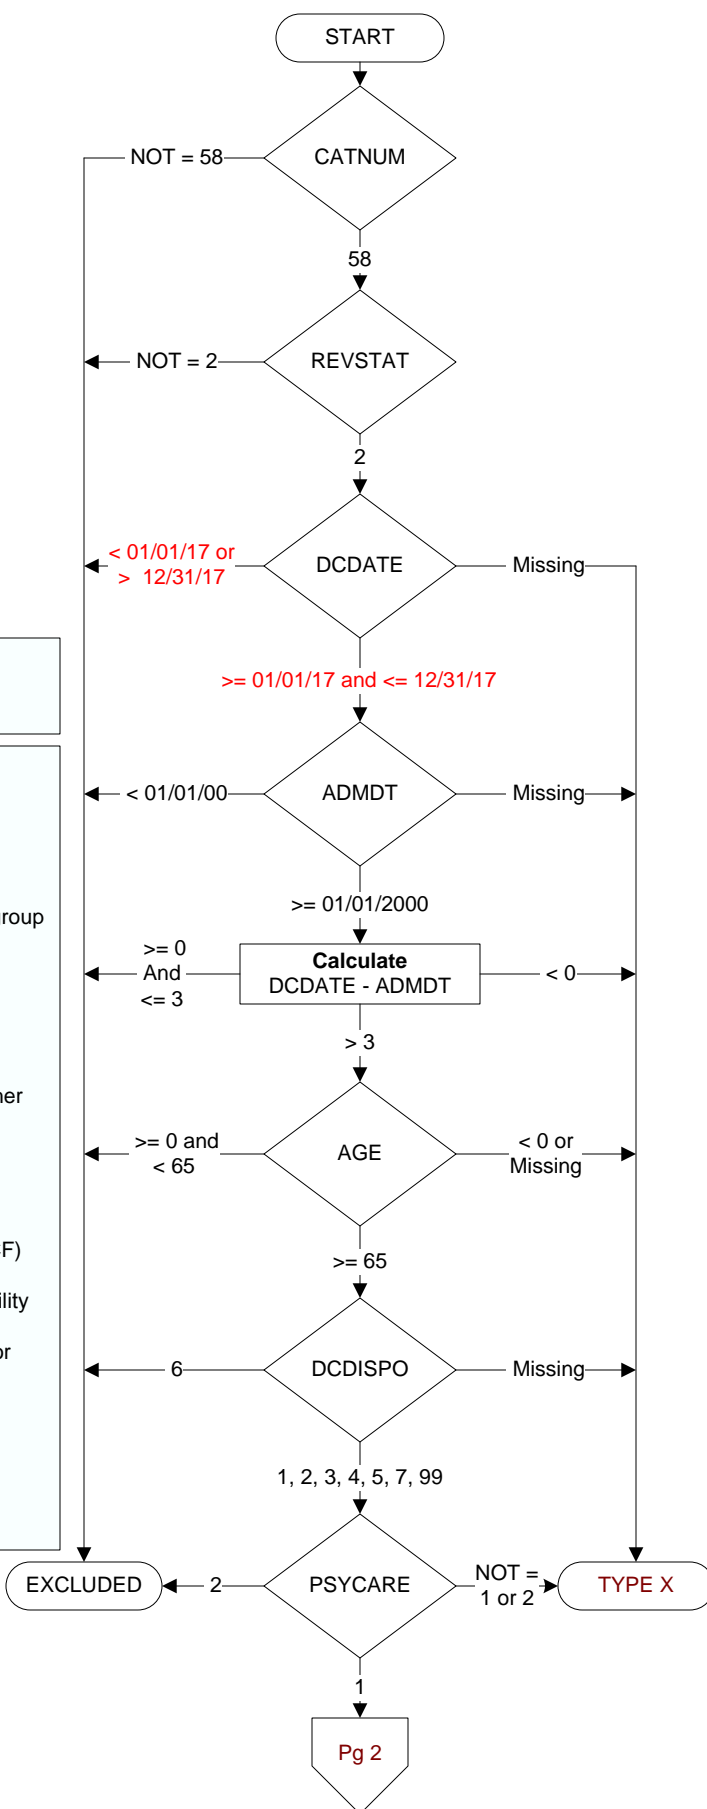 START
CATNUM
NOT = 58
58
REVSTAT
NOT = 2
2
DCDATE
< 01/01/17 or
> 12/31/17
Missing
>= 01/01/17 and <= 12/31/17
ADMDT
< 01/01/00
Missing
>= 01/01/2000
roup
Calculate
DCDATE - ADMDT
>= 0
And
<= 3
< 0
> 3
ner
AGE
>= 0 and
< 65
< 0 or
Missing
F)
>= 65
ility
or
DCDISPO
6
Missing
1, 2, 3, 4, 5, 7, 99
PSYCARE
EXCLUDED
2
NOT =
1 or 2
TYPE X
1
Pg 2